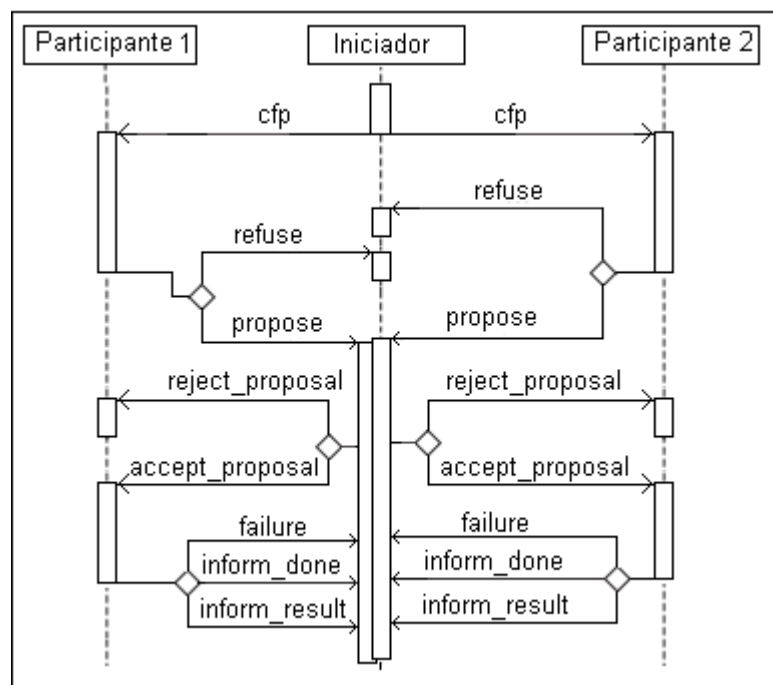 Participante 1 Iniciador Participante 2
cfp cfp
refuse
refuse
propose propose
reject_proposal reject_proposal
accept_proposal accept_proposal
failure failure
inform_done inform_done
inform_result inform_result